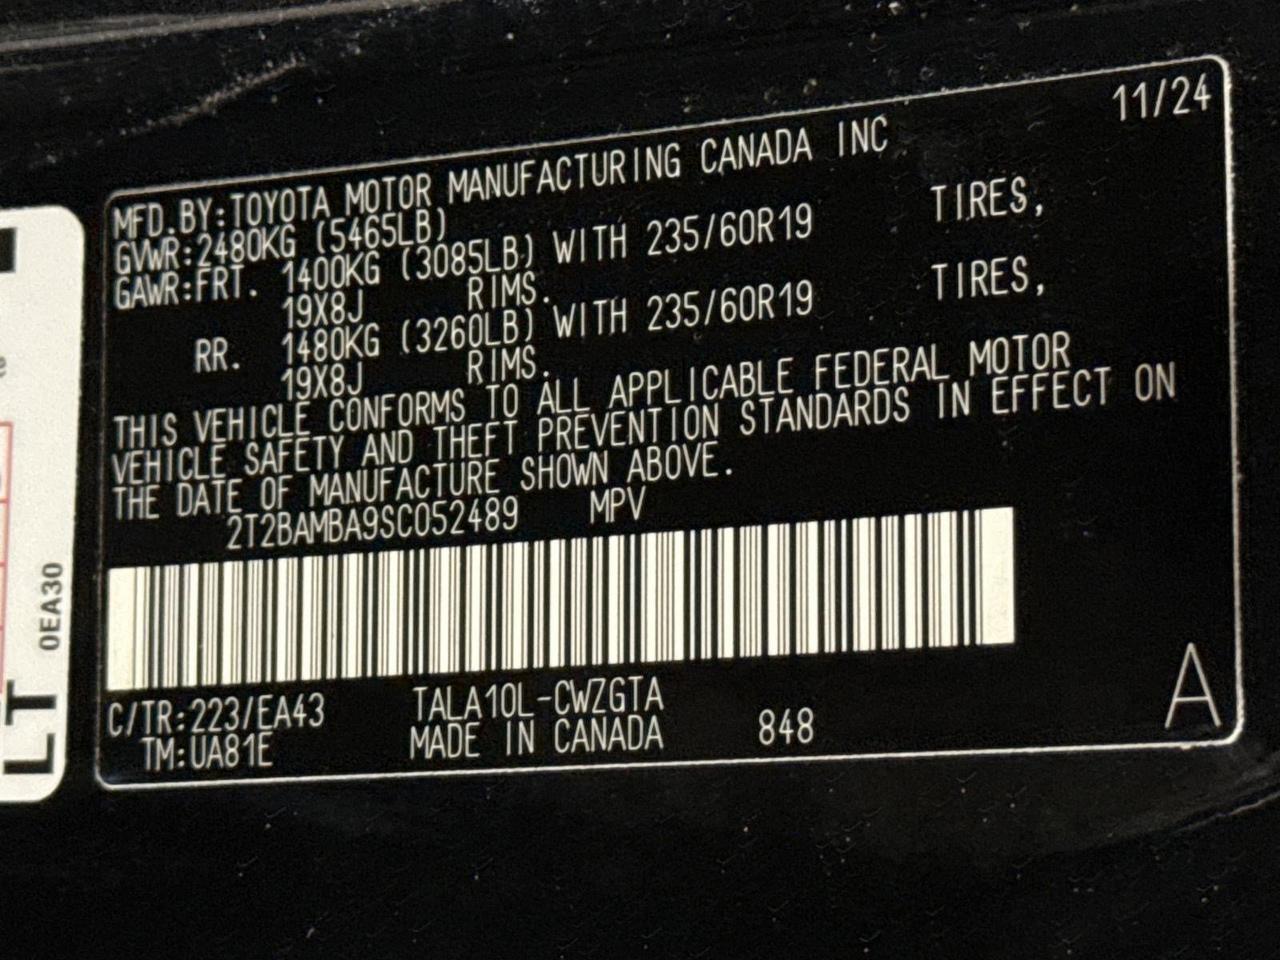 11/24
MFD.BY:TOYOTA MOTOR MANUFACTURING CANADA INC
GVWR:2480KG (5465LB)
GAWR:FRT. 1400KG (3085LB) WITH 235/60R19 TIRES,
19X8J RIMS.
RR. 1480KG (3260LB) WITH 235/60R19 TIRES,
19X8J RIMS.
THIS VEHICLE CONFORMS TO ALL APPLICABLE FEDERAL MOTOR
VEHICLE SAFETY AND THEFT PREVENTION STANDARDS IN EFFECT ON
THE DATE OF MANUFACTURE SHOWN ABOVE.
2T2BAMBA9SC052489 MPV
C/TR:223/EA43 TALA10L-CWZGTA
TM:UA81E MADE IN CANADA 848
A
0EA30
LT